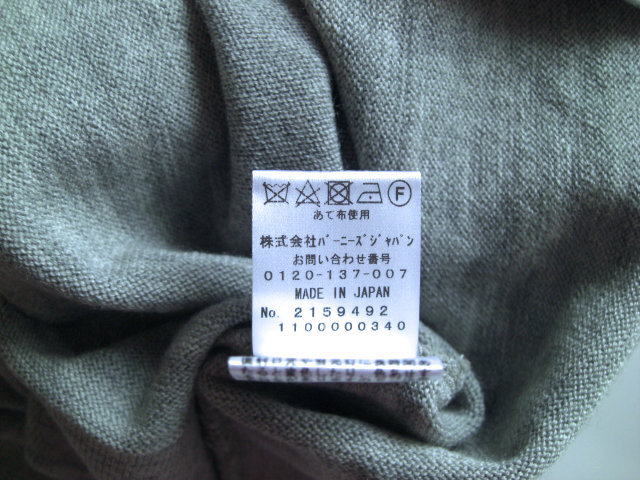 F
あて布使用
株式会社バーニーズジャパン
お問い合わせ番号
0120-137-007
MADE IN JAPAN
No. 2159492
1100000340